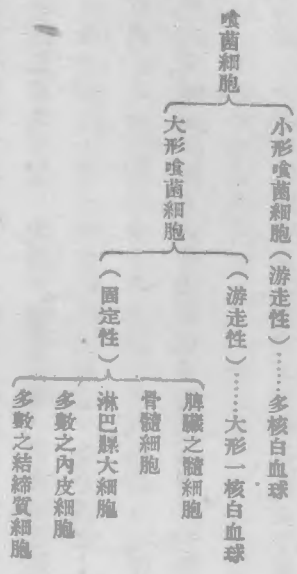 喰菌細胞
小形喰菌細胞（游走性）……多核白血球
大形喰菌細胞
（游走性）……大形一核白血球
（固定性）
脾臟之髓細胞
骨髓細胞
淋巴腺大細胞
多數之內皮細胞
多數之結締質細胞